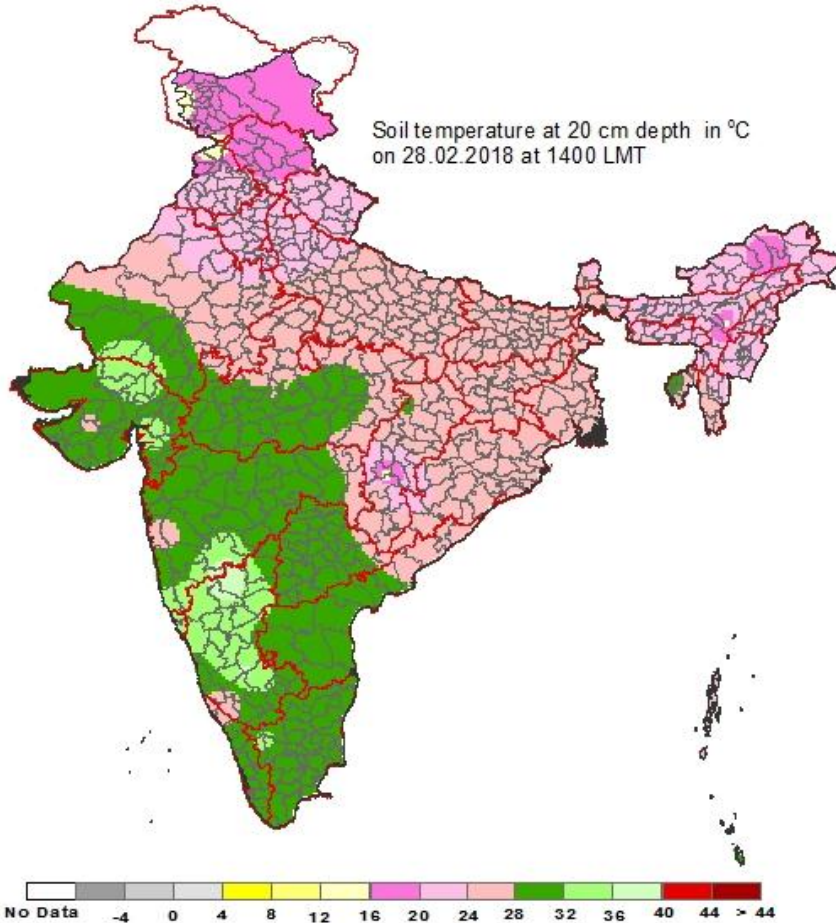 Soil temperature at 20 cm depth in °C
on 28.02.2018 at 1400 LMT
No Data -4 0 4 8 12 16 20 24 28 32 36 40 44 > 44